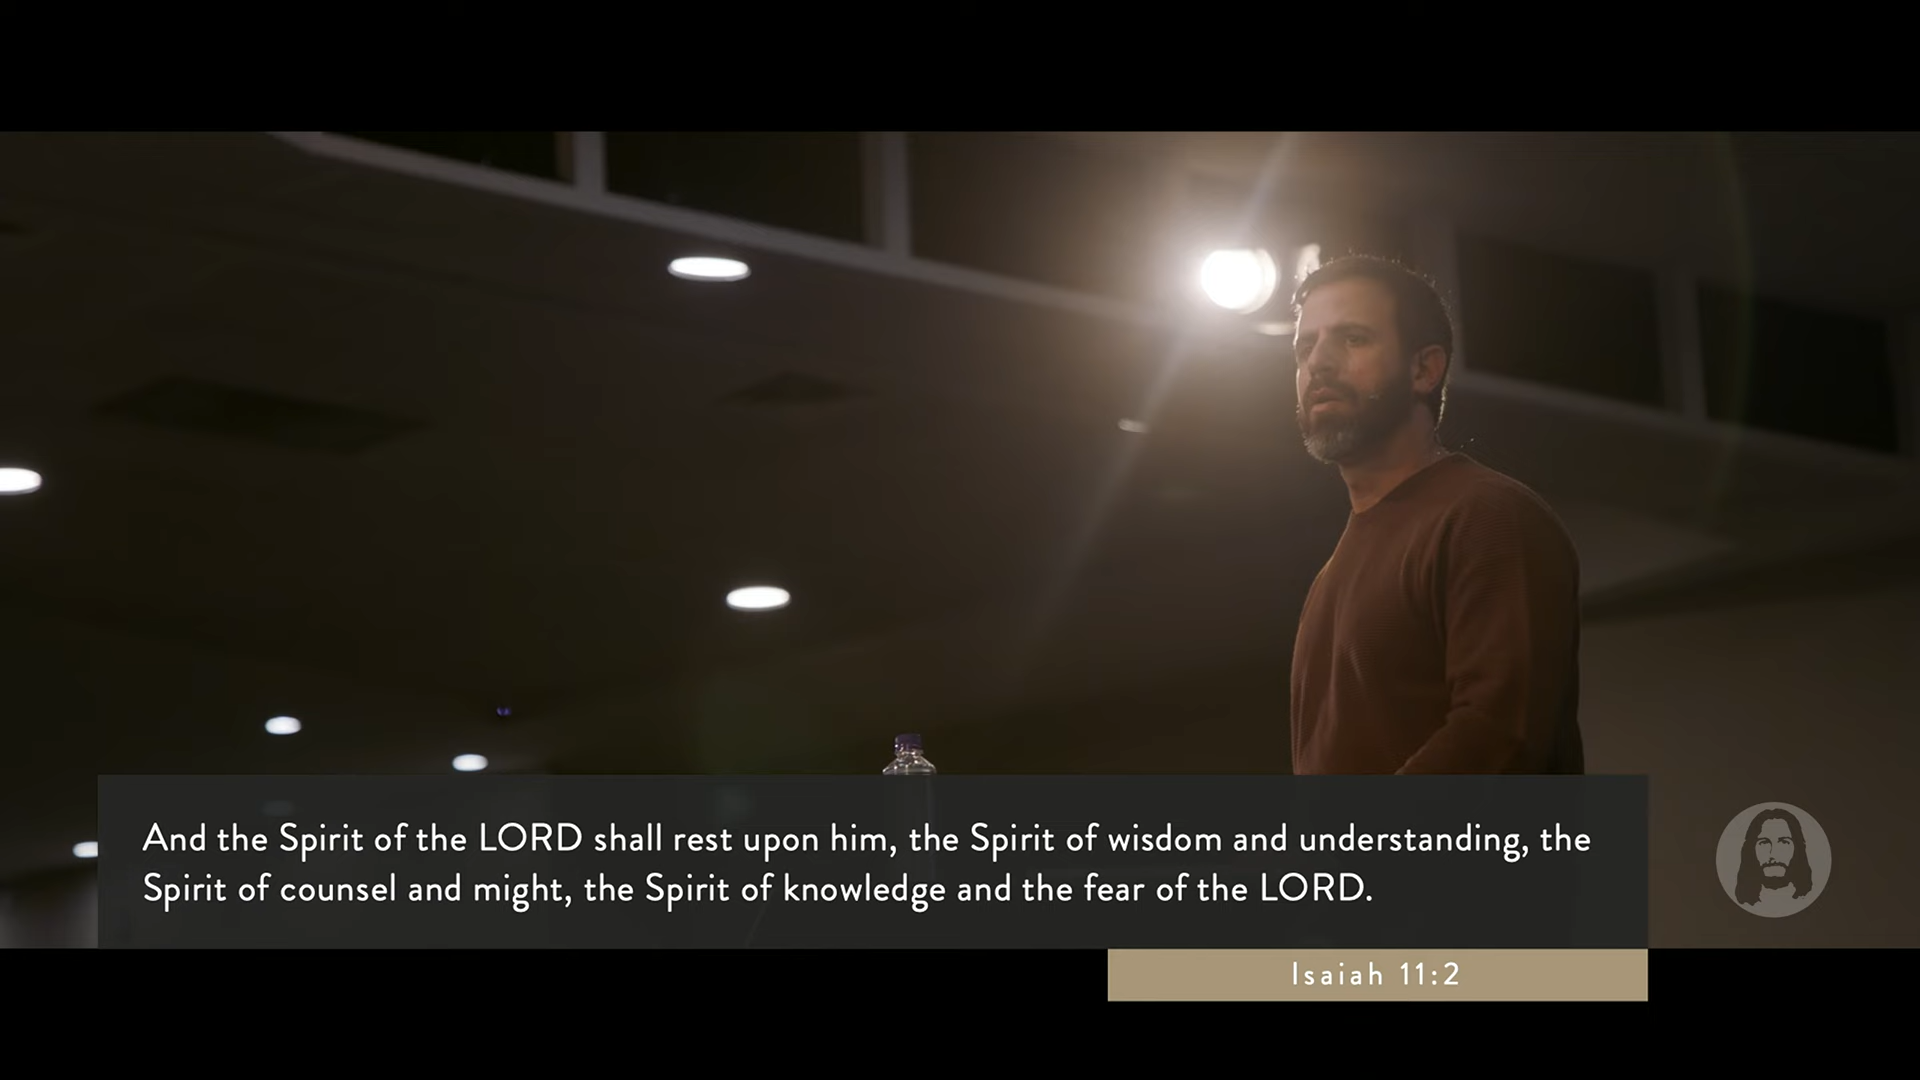 And the Spirit of the LORD shall rest upon him, the Spirit of wisdom and understanding, the
Spirit of counsel and might, the Spirit of knowledge and the fear of the LORD.
Isaiah 11:2